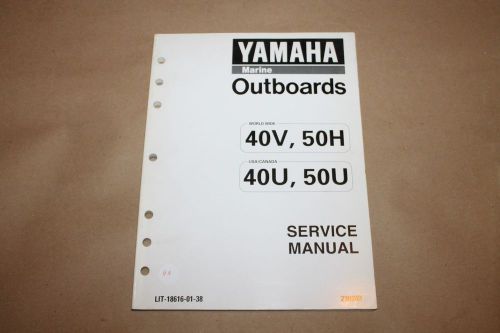 YAMAHA
Marine
Outboards
WORLD WIDE
40V, 50H
USA/CANADA
40U, 50U
SERVICE
MANUAL
LIT-18616-01-38